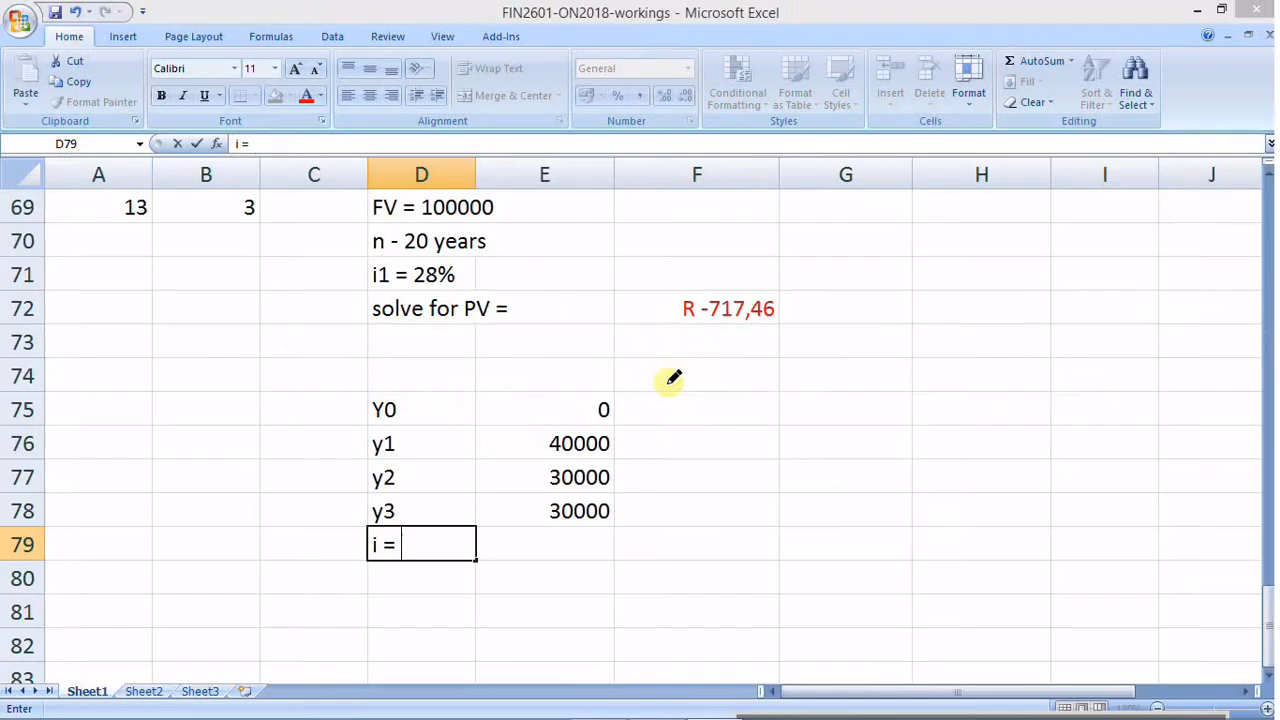 FIN2601-ON2018-workings - Microsoft Excel
Home Insert Page Layout Formulas Data Review View Add-Ins
Paste Cut Copy Format Painter Clipboard
Calibri 11 A A B I U A Font
Wrap Text Merge & Center Alignment
General % , Number
Conditional Formatting Format as Table Cell Styles Styles
Insert Delete Format Cells
Σ AutoSum Fill Clear Sort & Filter Find & Select Editing
D79 fx i =
A B C D E F G H I J
69 13 3 FV = 100000
70 n - 20 years
71 i1 = 28%
72 solve for PV = R -717,46
73
74
75 Y0 0
76 y1 40000
77 y2 30000
78 y3 30000
79 i =
80
81
82
83
Sheet1 Sheet2 Sheet3
Enter